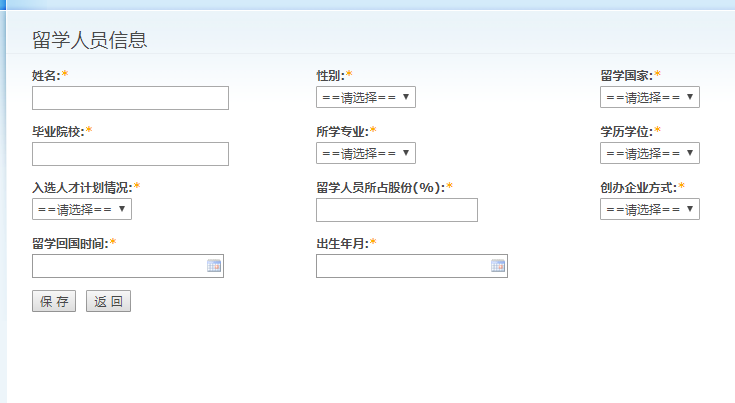 留学人员信息
姓名:* 性别:* 留学国家:*
==请选择== ==请选择==
毕业院校:* 所学专业:* 学历学位:*
==请选择== ==请选择==
入选人才计划情况:* 留学人员所占股份(%):* 创办企业方式:*
==请选择== ==请选择==
留学回国时间:* 出生年月:*
保 存 返 回